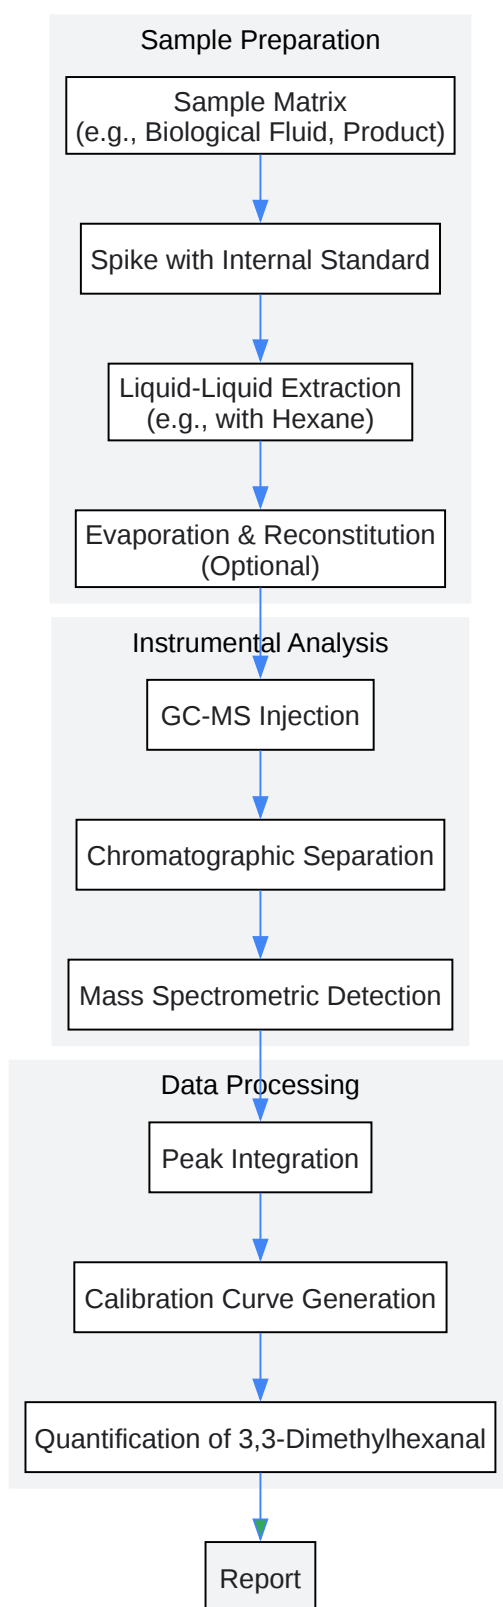 Sample Preparation
Sample Matrix
(e.g., Biological Fluid, Product)
Spike with Internal Standard
Liquid-Liquid Extraction
(e.g., with Hexane)
Evaporation & Reconstitution
(Optional)
Instrumental Analysis
GC-MS Injection
Chromatographic Separation
Mass Spectrometric Detection
Data Processing
Peak Integration
Calibration Curve Generation
Quantification of 3,3-Dimethylhexanal
Report